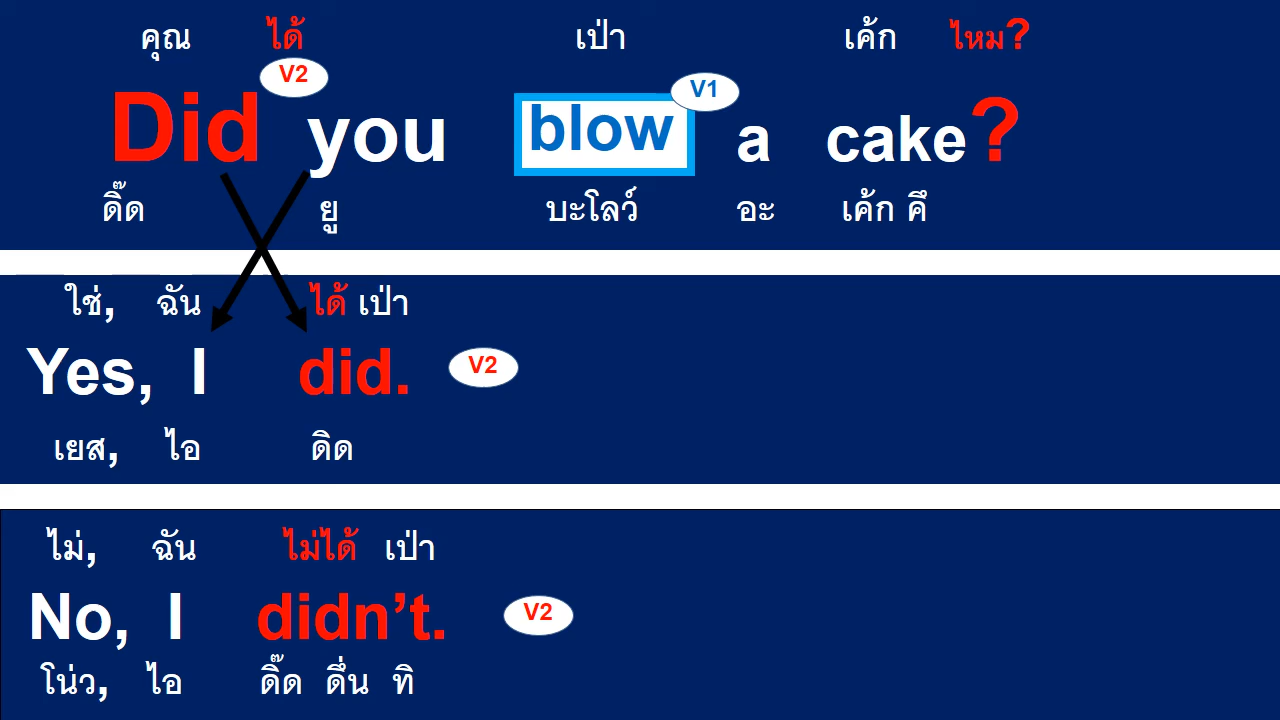 คุณ ได้ เป่า เค้ก ไหม?
V2 V1
Did you blow a cake?
ดิ๊ด ยู บะโลว์ อะ เค้ก คึ
ใช่, ฉัน ได้ เป่า
Yes, I did. V2
เยส, ไอ ดิด
ไม่, ฉัน ไม่ได้ เป่า
No, I didn’t. V2
โน่ว, ไอ ดิ๊ด ดึ่น ทิ